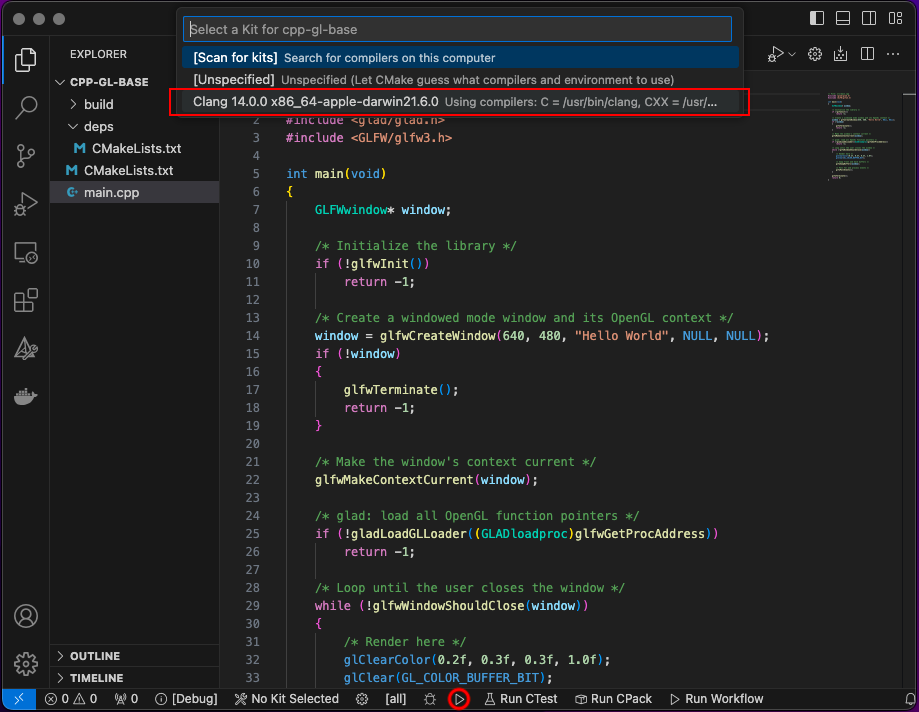 Select a Kit for cpp-gl-base
[Scan for kits] Search for compilers on this computer
[Unspecified] Unspecified (Let CMake guess what compilers and environment to use)
Clang 14.0.0 x86_64-apple-darwin21.6.0 Using compilers: C = /usr/bin/clang, CXX = /usr/...
EXPLORER
CPP-GL-BASE
build
deps
CMakeLists.txt
CMakeLists.txt
main.cpp
OUTLINE
TIMELINE
2 #include <glad/glad.h>
3 #include <GLFW/glfw3.h>
4
5 int main(void)
6 {
7 GLFWwindow* window;
8
9 /* Initialize the library */
10 if (!glfwInit())
11 return -1;
12
13 /* Create a windowed mode window and its OpenGL context */
14 window = glfwCreateWindow(640, 480, "Hello World", NULL, NULL);
15 if (!window)
16 {
17 glfwTerminate();
18 return -1;
19 }
20
21 /* Make the window's context current */
22 glfwMakeContextCurrent(window);
23
24 /* glad: load all OpenGL function pointers */
25 if (!gladLoadGLLoader((GLADloadproc)glfwGetProcAddress))
26 return -1;
27
28 /* Loop until the user closes the window */
29 while (!glfwWindowShouldClose(window))
30 {
31 /* Render here */
32 glClearColor(0.2f, 0.3f, 0.3f, 1.0f);
33 glClear(GL_COLOR_BUFFER_BIT);
0 0 0 [Debug] No Kit Selected [all] Run CTest Run CPack Run Workflow